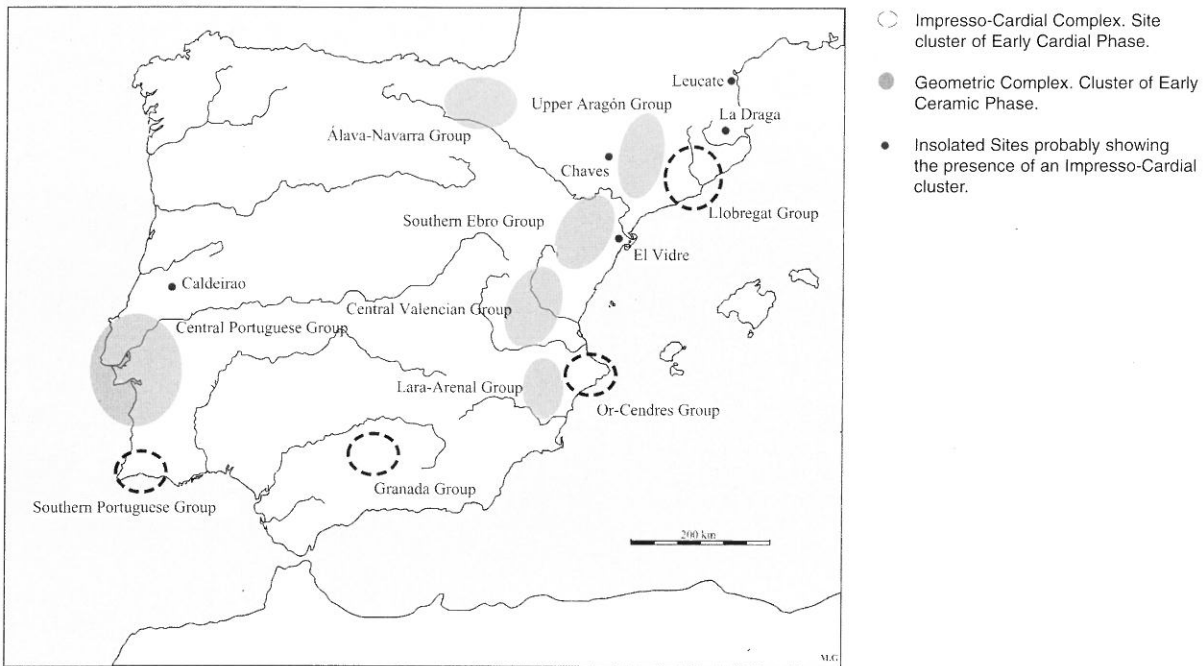 Leucate
La Draga
Upper Aragón Group
Álava-Navarra Group
Chaves
Llobregat Group
Southern Ebro Group
El Vidre
Caldeirao
Central Valencian Group
Central Portuguese Group
Lara-Arenal Group
Or-Cendres Group
Granada Group
Southern Portuguese Group
200 km
M.G
Impresso-Cardial Complex. Site
cluster of Early Cardial Phase.
Geometric Complex. Cluster of Early
Ceramic Phase.
Insolated Sites probably showing
the presence of an Impresso-Cardial
cluster.